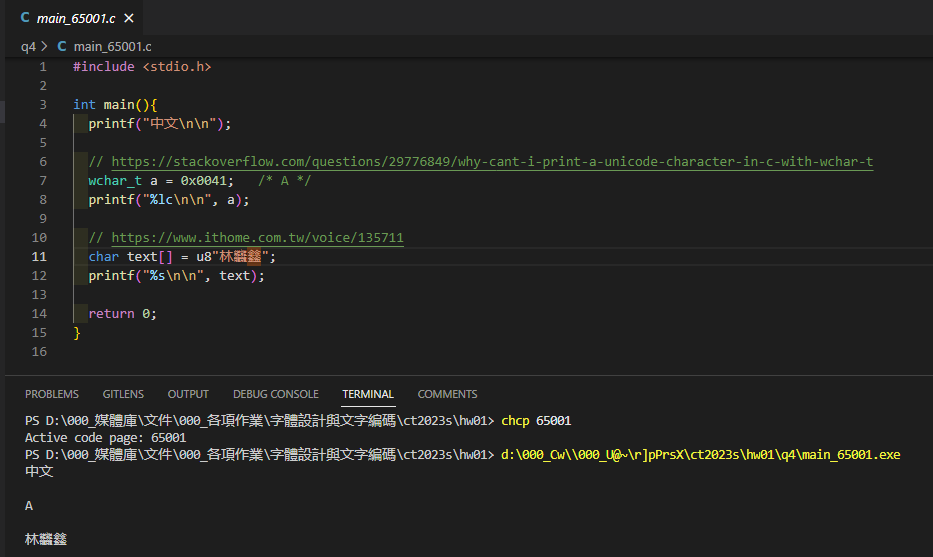 main_65001.c ×
q4 > C main_65001.c
1 #include <stdio.h>
2
3 int main(){
4 printf("中文\n\n");
5
6 // https://stackoverflow.com/questions/29776849/why-cant-i-print-a-unicode-character-in-c-with-wchar-t
7 wchar_t a = 0x0041; /* A */
8 printf("%lc\n\n", a);
9
10 // https://www.ithome.com.tw/voice/135711
11 char text[] = u8"林鑫";
12 printf("%s\n\n", text);
13
14 return 0;
15 }
16
PROBLEMS GITLENS OUTPUT DEBUG CONSOLE TERMINAL COMMENTS
PS D:\000_媒體庫\文件\000_各項作業\字體設計與文字編碼\ct2023s\hw01> chcp 65001
Active code page: 65001
PS D:\000_媒體庫\文件\000_各項作業\字體設計與文字編碼\ct2023s\hw01> d:\000_Cw\\000_U@~\r]pPrsX\ct2023s\hw01\q4\main_65001.exe
中文
A
林鑫